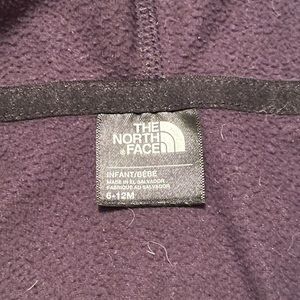 THE
NORTH
FACE
INFANT/BÉBÉ
MADE IN EL SALVADOR
FABRIQUÉ AU SALVADOR
6-12M